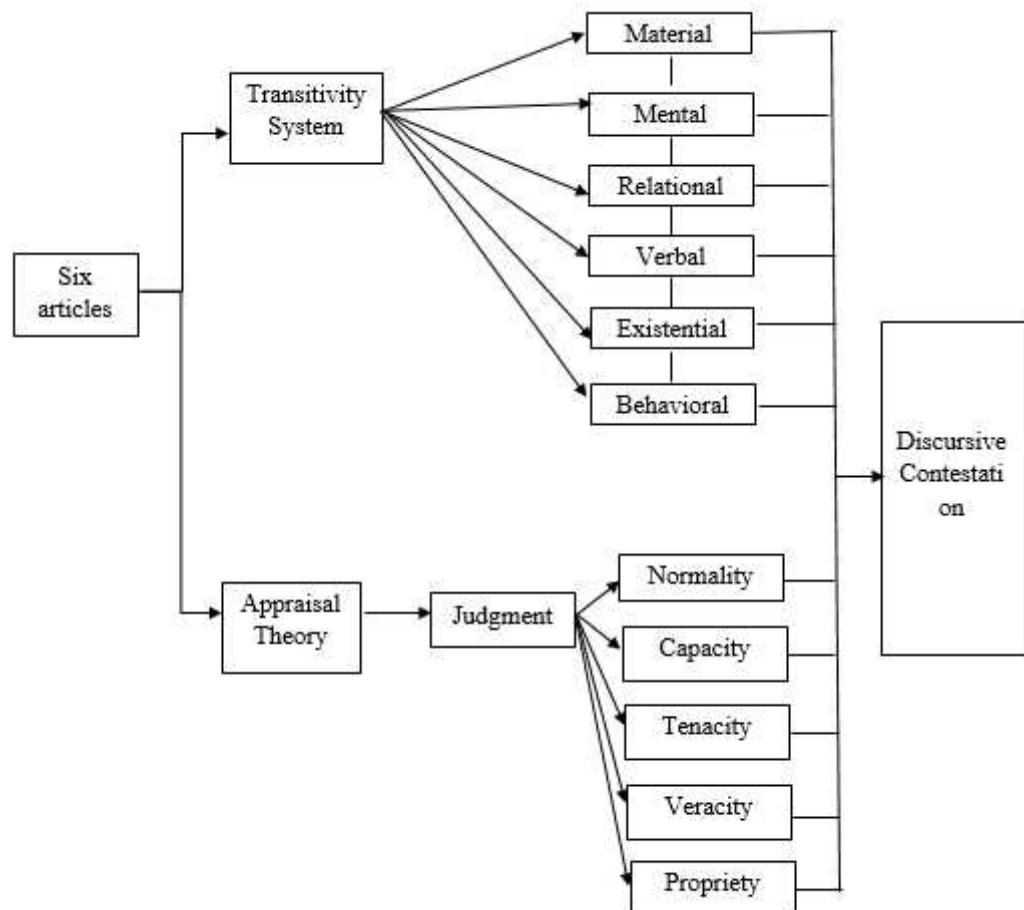 Material
Transitivity
System
Mental
Relational
Verbal
Six
articles
Existential
Behavioral
Discursive
Contestati
on
Normality
Appraisal
Theory
Judgment
Capacity
Tenacity
Veracity
Propriety